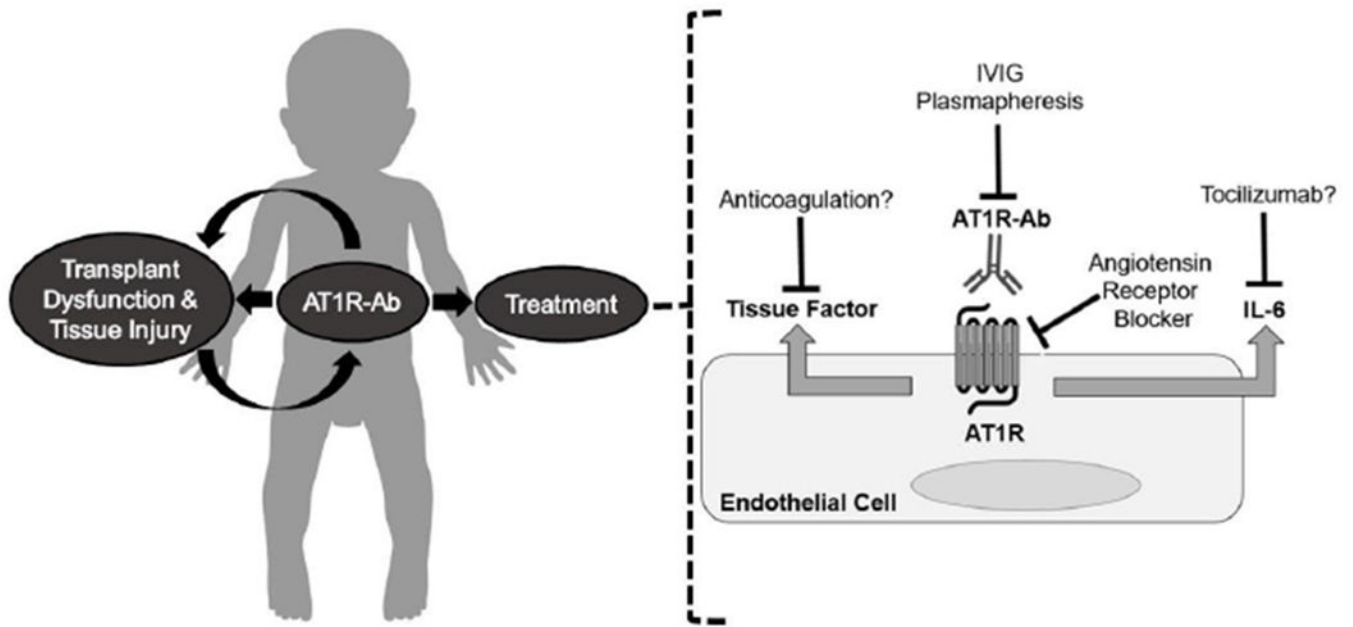 Transplant
Dysfunction &
Tissue Injury
AT1R-Ab
Treatment
IVIG
Plasmapheresis
Anticoagulation?
AT1R-Ab
Tocilizumab?
Angiotensin
Receptor
Blocker
Tissue Factor
IL-6
AT1R
Endothelial Cell